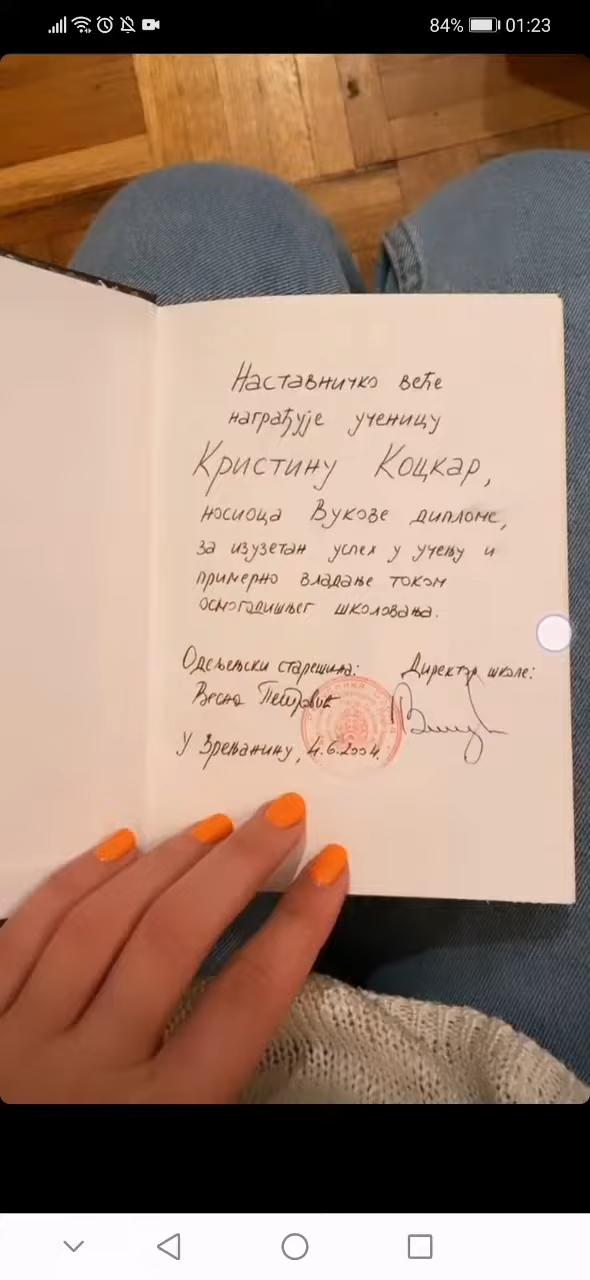 84% 01:23
Наставничко веће
награђује ученицу
Кристину Коцкар,
носиоца Вукове дипломе,
за изузетан успех у учењу и
примерно владање током
осмогодишњег школовања.
Одељењски старешина: Директор школе:
Весна Петровић
У Зрењанину, 4.6.2004.